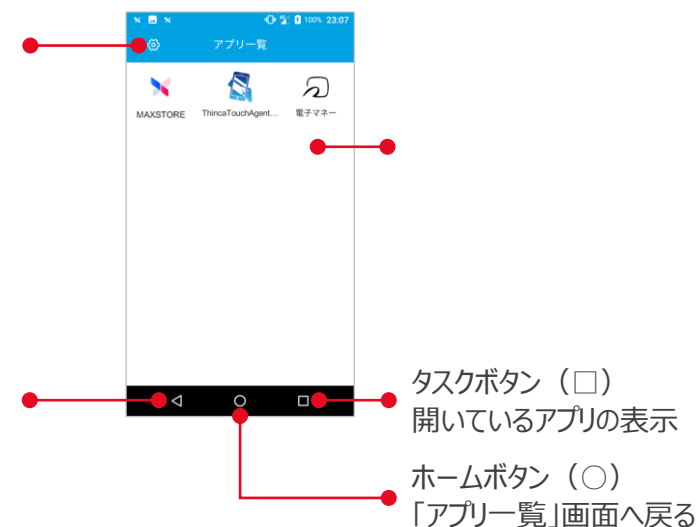 100% 23:07
アプリ一覧
MAXSTORE
ThincaTouchAgent...
電子マネー
タスクボタン（□）
開いているアプリの表示
ホームボタン（○）
「アプリ一覧」画面へ戻る